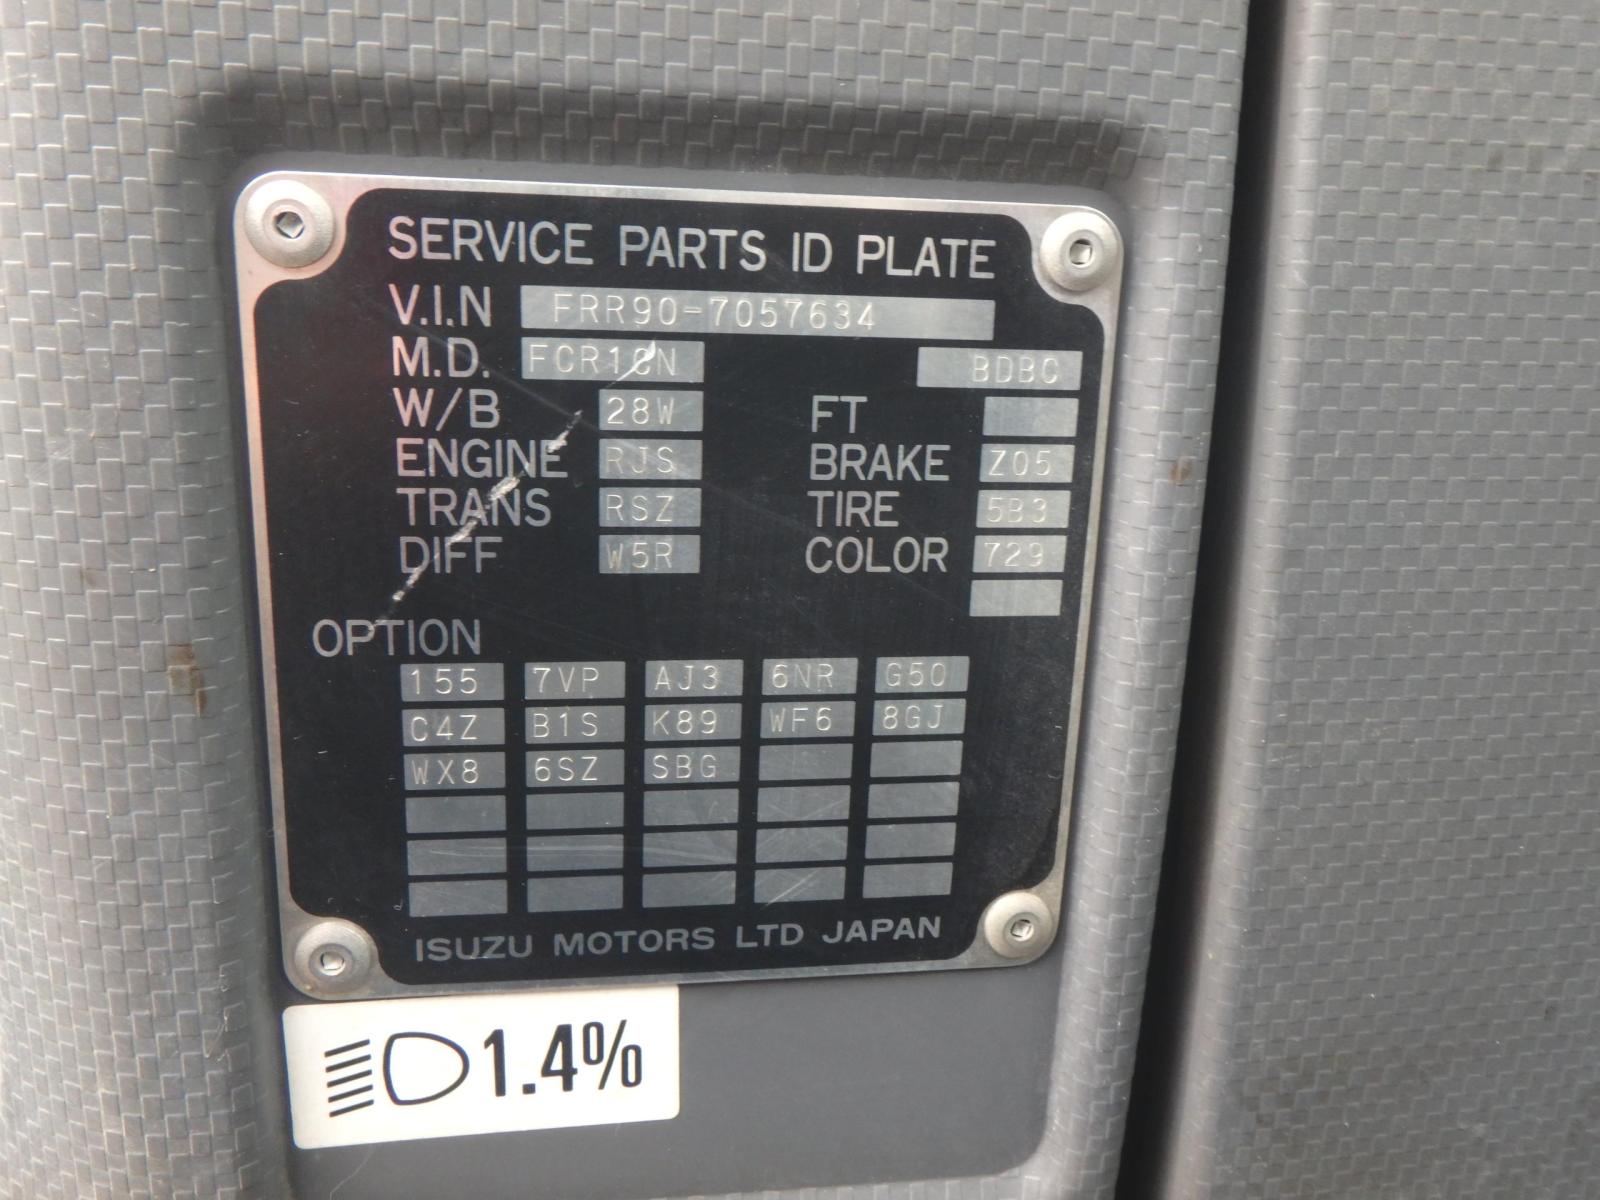 SERVICE PARTS ID PLATE
V.I.N FRR90-7057634
M.D. BDBC
W/B 28W FT
ENGINE RJS BRAKE Z05
TRANS RSZ TIRE 5B3
DIFF W5R COLOR 729
OPTION
155 7VP AJ3 6NR G50
C4Z B1S K89 WF6 8GJ
WX8 6SZ SBG
ISUZU MOTORS LTD JAPAN
1.4%